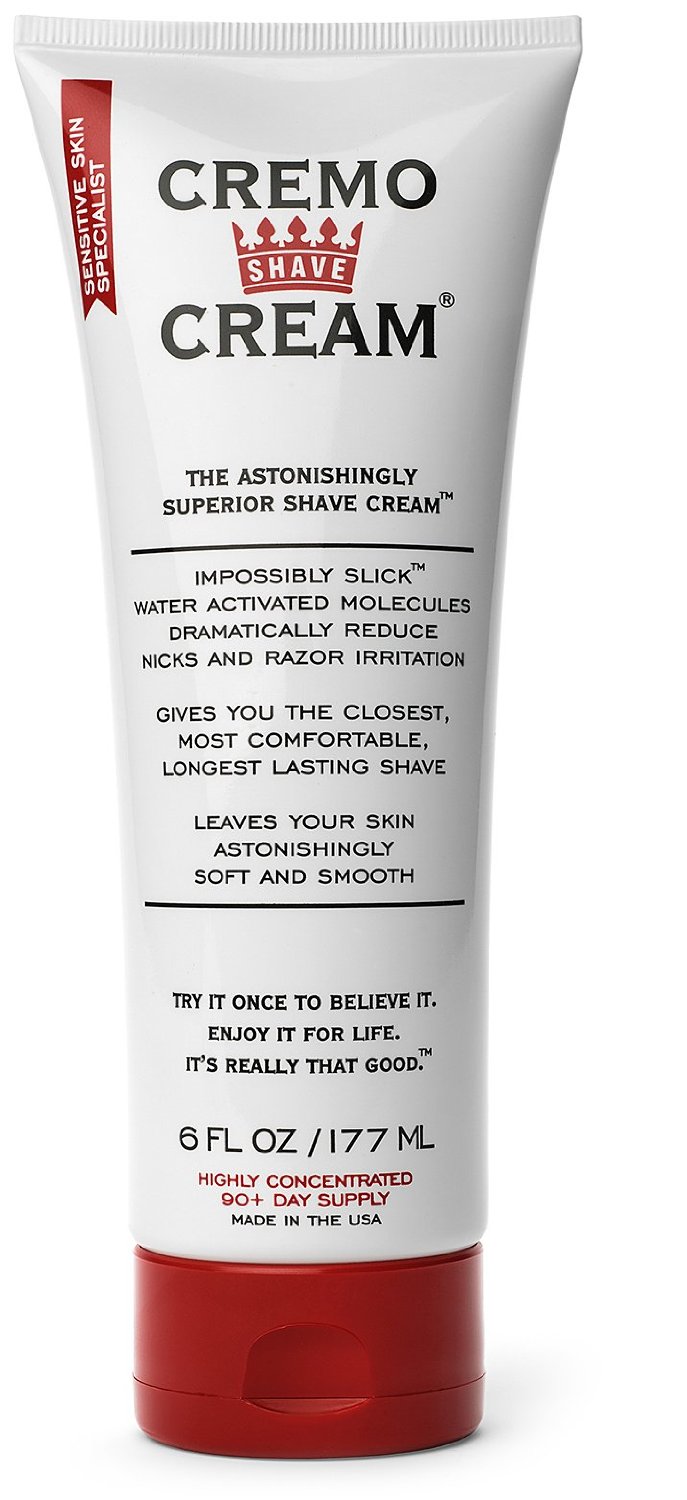 SENSITIVE SKIN
SPECIALIST
CREMO
SHAVE
CREAM®
THE ASTONISHINGLY
SUPERIOR SHAVE CREAM™
IMPOSSIBLY SLICK™
WATER ACTIVATED MOLECULES
DRAMATICALLY REDUCE
NICKS AND RAZOR IRRITATION
GIVES YOU THE CLOSEST,
MOST COMFORTABLE,
LONGEST LASTING SHAVE
LEAVES YOUR SKIN
ASTONISHINGLY
SOFT AND SMOOTH
TRY IT ONCE TO BELIEVE IT.
ENJOY IT FOR LIFE.
IT'S REALLY THAT GOOD.™
6 FL OZ / 177 ML
HIGHLY CONCENTRATED
90+ DAY SUPPLY
MADE IN THE USA